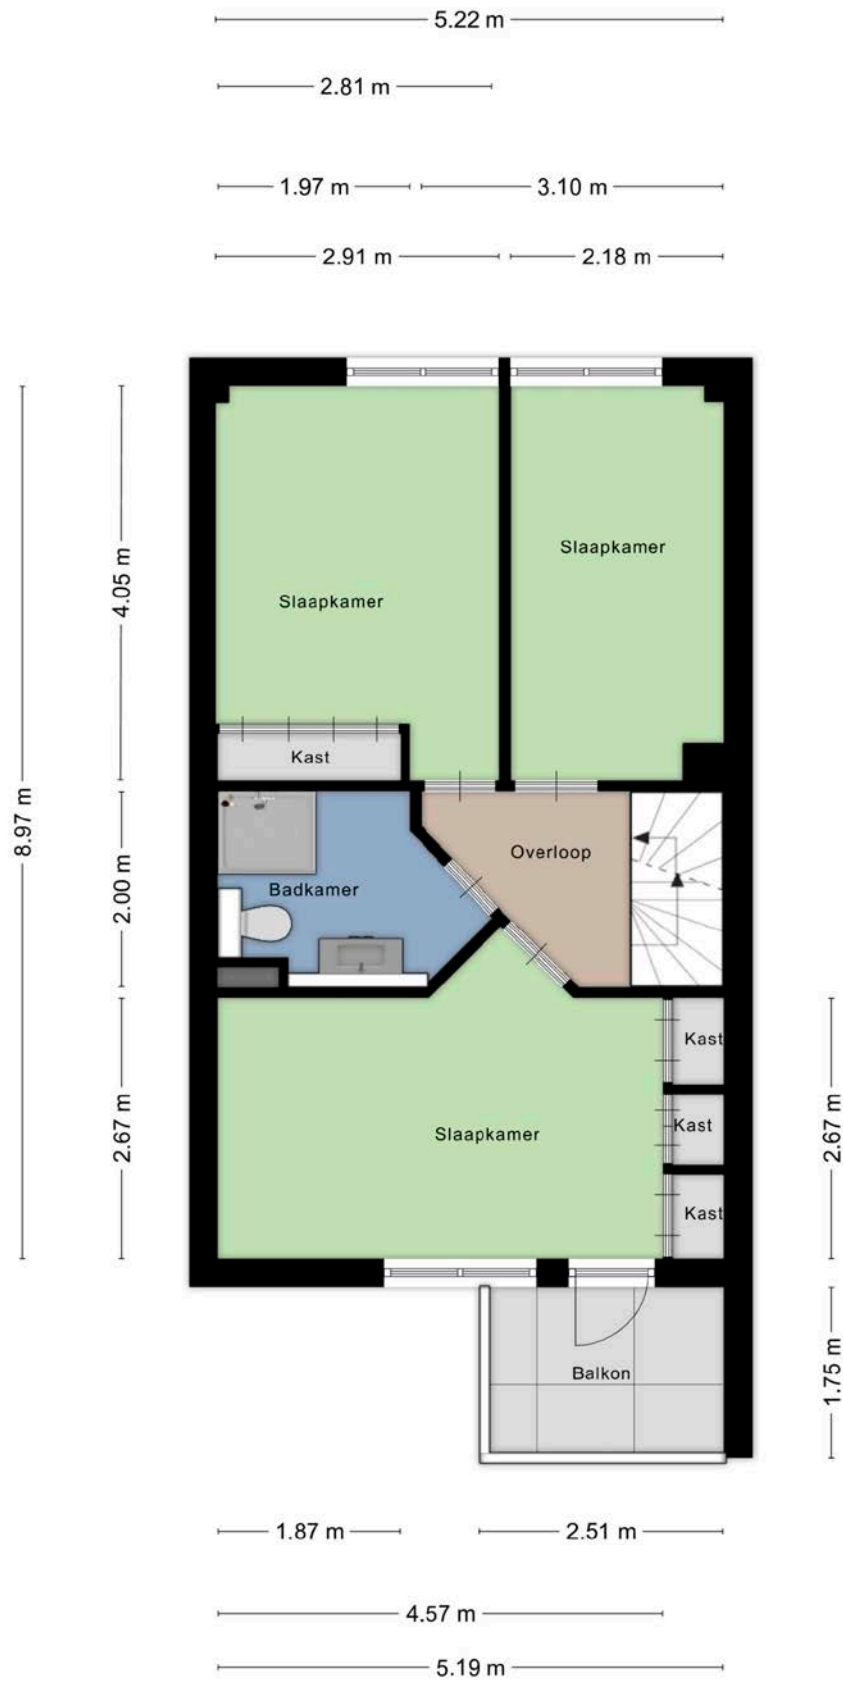 5.22 m
2.81 m
1.97 m
3.10 m
2.91 m
2.18 m
4.05 m
8.97 m
Slaapkamer
Slaapkamer
Kast
2.00 m
Overloop
Badkamer
Kast
2.67 m
Kast
Slaapkamer
2.67 m
Kast
Balkon
1.75 m
1.87 m
2.51 m
4.57 m
5.19 m